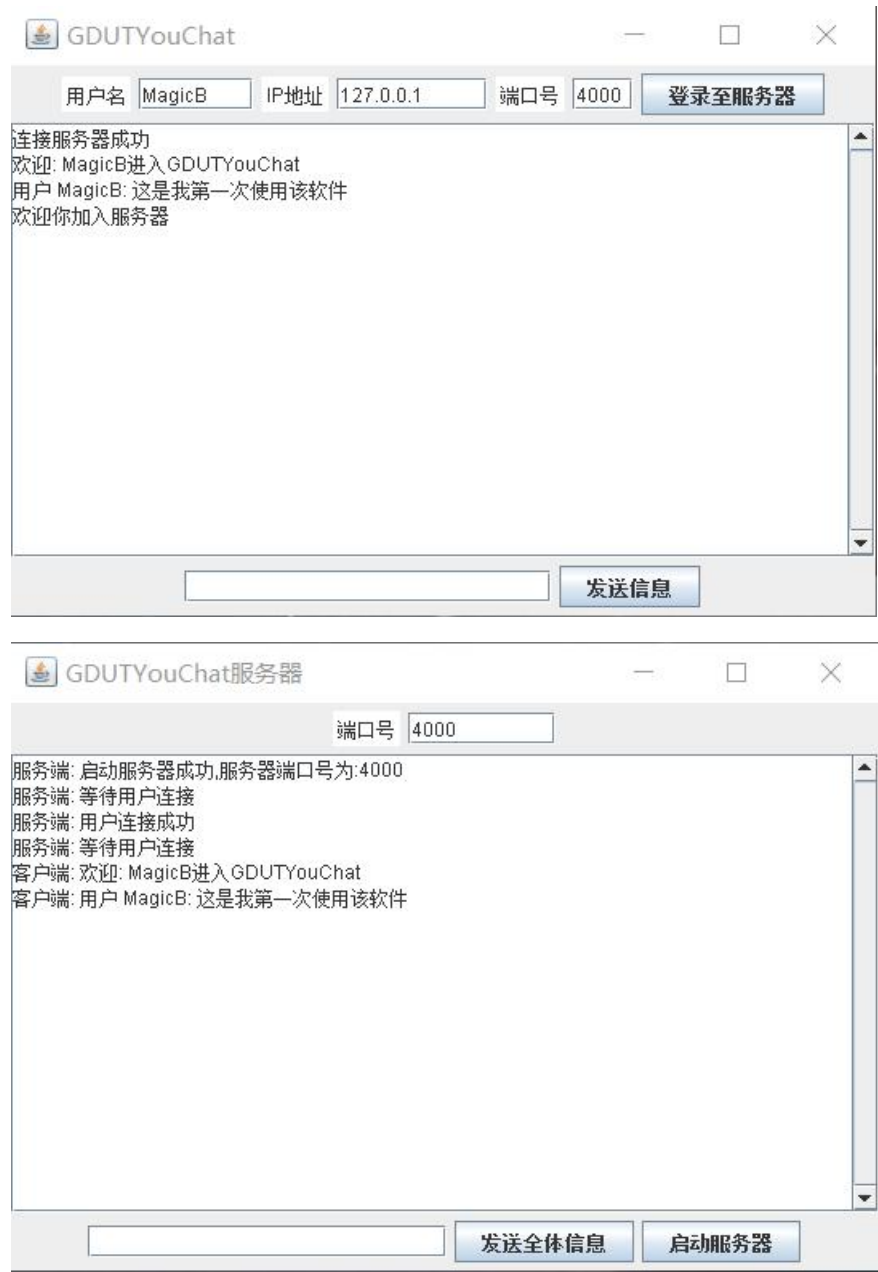 GDUTYouChat
用户名 MagicB IP地址 127.0.0.1 端口号 4000 登录至服务器
连接服务器成功
欢迎: MagicB进入GDUTYouChat
用户 MagicB: 这是我第一次使用该软件
欢迎你加入服务器
发送信息
GDUTYouChat服务器
端口号 4000
服务端: 启动服务器成功,服务器端口号为:4000
服务端: 等待用户连接
服务端: 用户连接成功
服务端: 等待用户连接
客户端: 欢迎: MagicB进入GDUTYouChat
客户端: 用户 MagicB: 这是我第一次使用该软件
发送全体信息 启动服务器